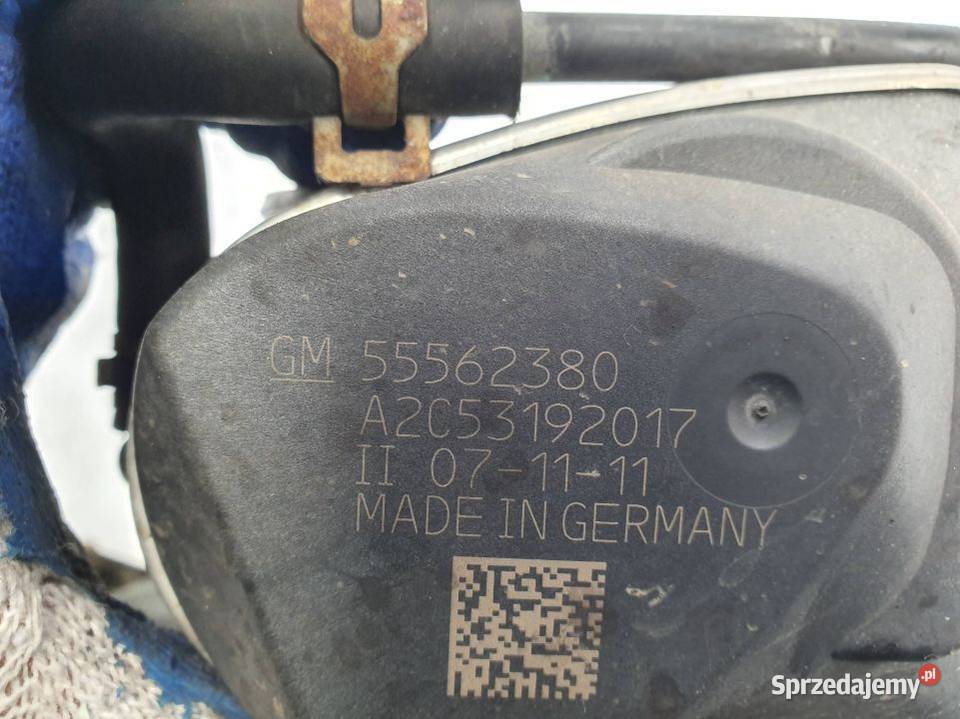 GM 55562380
A2C53192017
II 07-11-11
MADE IN GERMANY
Sprzedajemy.pl